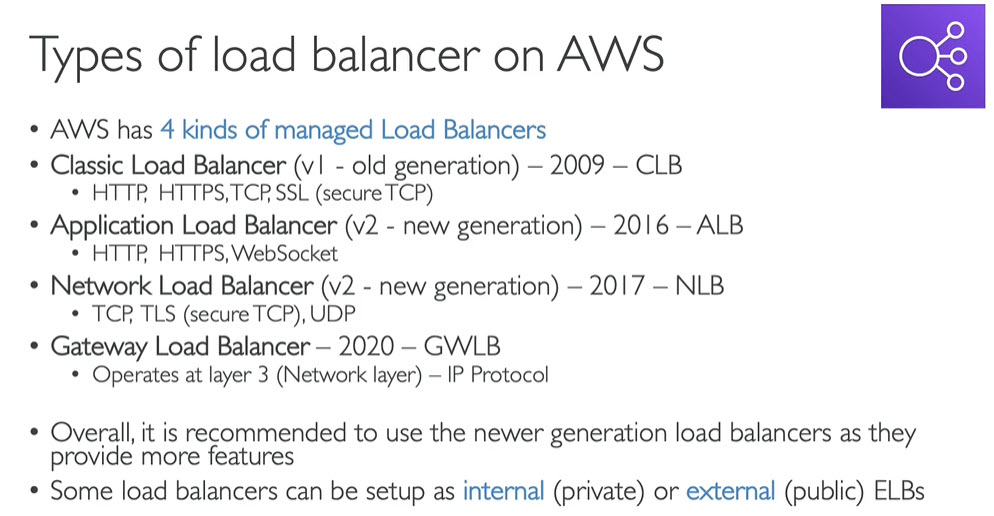 Types of load balancer on AWS
• AWS has 4 kinds of managed Load Balancers
• Classic Load Balancer (v1 - old generation) – 2009 – CLB
• HTTP, HTTPS, TCP, SSL (secure TCP)
• Application Load Balancer (v2 - new generation) – 2016 – ALB
• HTTP, HTTPS, WebSocket
• Network Load Balancer (v2 - new generation) – 2017 – NLB
• TCP, TLS (secure TCP), UDP
• Gateway Load Balancer – 2020 – GWLB
• Operates at layer 3 (Network layer) – IP Protocol
• Overall, it is recommended to use the newer generation load balancers as they
provide more features
• Some load balancers can be setup as internal (private) or external (public) ELBs